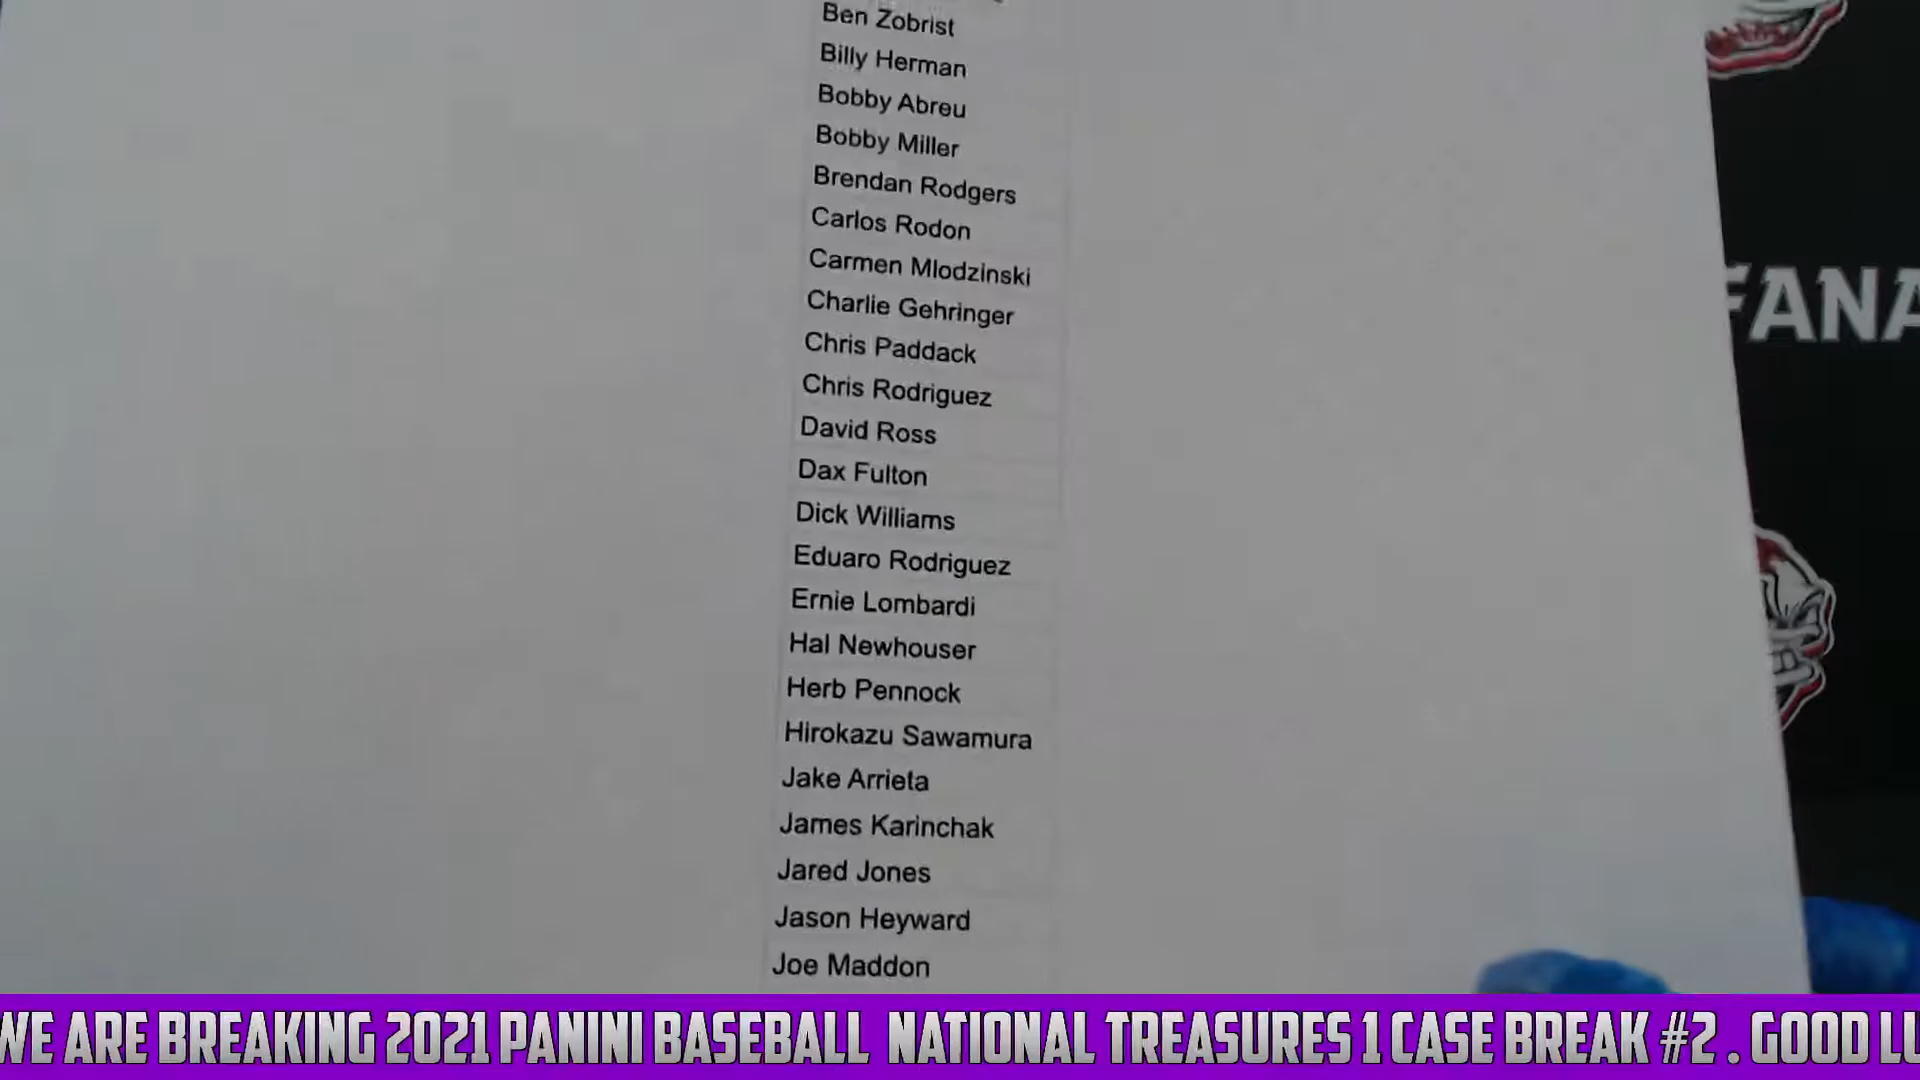 Ben Zobrist
Billy Herman
Bobby Abreu
Bobby Miller
Brendan Rodgers
Carlos Rodon
Carmen Mlodzinski
Charlie Gehringer
Chris Paddack
Chris Rodriguez
David Ross
Dax Fulton
Dick Williams
Eduaro Rodriguez
Ernie Lombardi
Hal Newhouser
Herb Pennock
Hirokazu Sawamura
Jake Arrieta
James Karinchak
Jared Jones
Jason Heyward
Joe Maddon
FANA
WE ARE BREAKING 2021 PANINI BASEBALL NATIONAL TREASURES 1 CASE BREAK #2 . GOOD LU